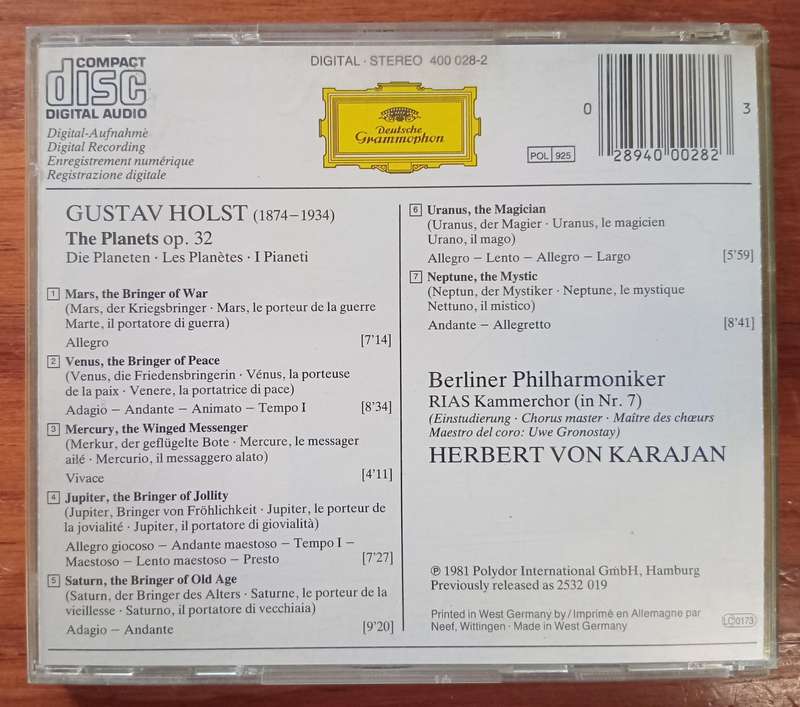 COMPACT
disc
DIGITAL AUDIO
Digital-Aufnahme
Digital Recording
Enregistrement numérique
Registrazione digitale
DIGITAL · STEREO 400 028-2
Deutsche
Grammophon
POL 925
0
28940 00282
3
GUSTAV HOLST (1874–1934)
The Planets op. 32
Die Planeten · Les Planètes · I Pianeti
1 Mars, the Bringer of War
(Mars, der Kriegsbringer · Mars, le porteur de la guerre
Marte, il portatore di guerra)
Allegro [7'14]
2 Venus, the Bringer of Peace
(Venus, die Friedensbringerin · Vénus, la porteuse
de la paix · Venere, la portatrice di pace)
Adagio – Andante – Animato – Tempo I [8'34]
3 Mercury, the Winged Messenger
(Merkur, der geflügelte Bote · Mercure, le messager
ailé · Mercurio, il messaggero alato)
Vivace [4'11]
4 Jupiter, the Bringer of Jollity
(Jupiter, Bringer von Fröhlichkeit · Jupiter, le porteur de
la jovialité · Jupiter, il portatore di giovialità)
Allegro giocoso – Andante maestoso – Tempo I –
Maestoso – Lento maestoso – Presto [7'27]
5 Saturn, the Bringer of Old Age
(Saturn, der Bringer des Alters · Saturne, le porteur de la
vieillesse · Saturno, il portatore di vecchiaia)
Adagio – Andante [9'20]
6 Uranus, the Magician
(Uranus, der Magier · Uranus, le magicien
Urano, il mago)
Allegro – Lento – Allegro – Largo [5'59]
7 Neptune, the Mystic
(Neptun, der Mystiker · Neptune, le mystique
Nettuno, il mistico)
Andante – Allegretto [8'41]
Berliner Philharmoniker
RIAS Kammerchor (in Nr. 7)
(Einstudierung · Chorus master · Maître des chœurs
Maestro del coro: Uwe Gronostay)
HERBERT VON KARAJAN
℗ 1981 Polydor International GmbH, Hamburg
Previously released as 2532 019
Printed in West Germany by / Imprimé en Allemagne par
Neef, Wittingen · Made in West Germany
LC 0173